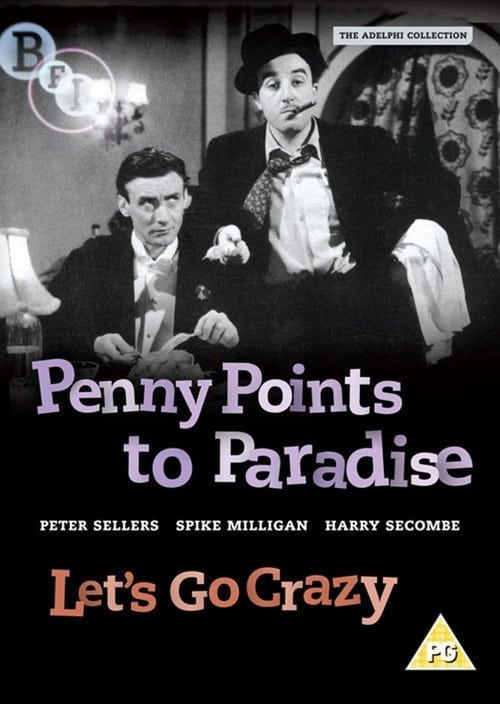 THE ADELPHI COLLECTION
BFI
Penny Points
to Paradise
PETER SELLERS SPIKE MILLIGAN HARRY SECOMBE
Let's Go Crazy
PG